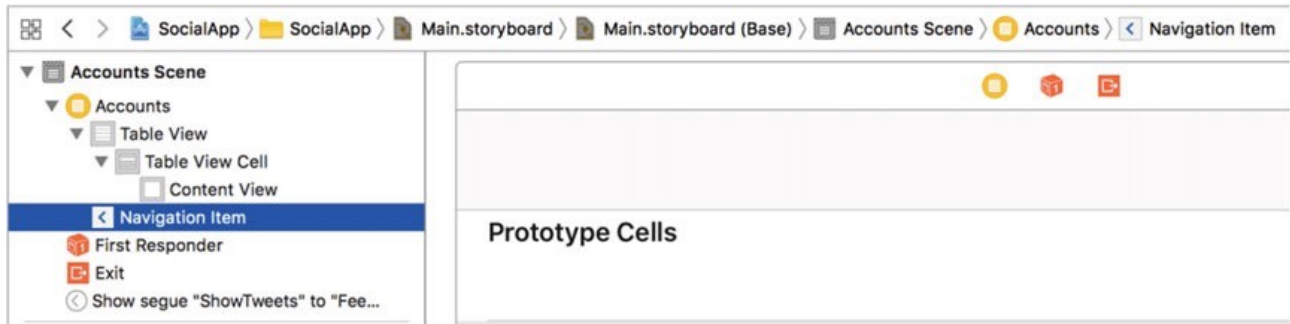 SocialApp SocialApp Main.storyboard Main.storyboard (Base) Accounts Scene Accounts Navigation Item
Accounts Scene
Accounts
Table View
Table View Cell
Content View
Navigation Item
First Responder
Exit
Show segue "ShowTweets" to "Fee...
Prototype Cells